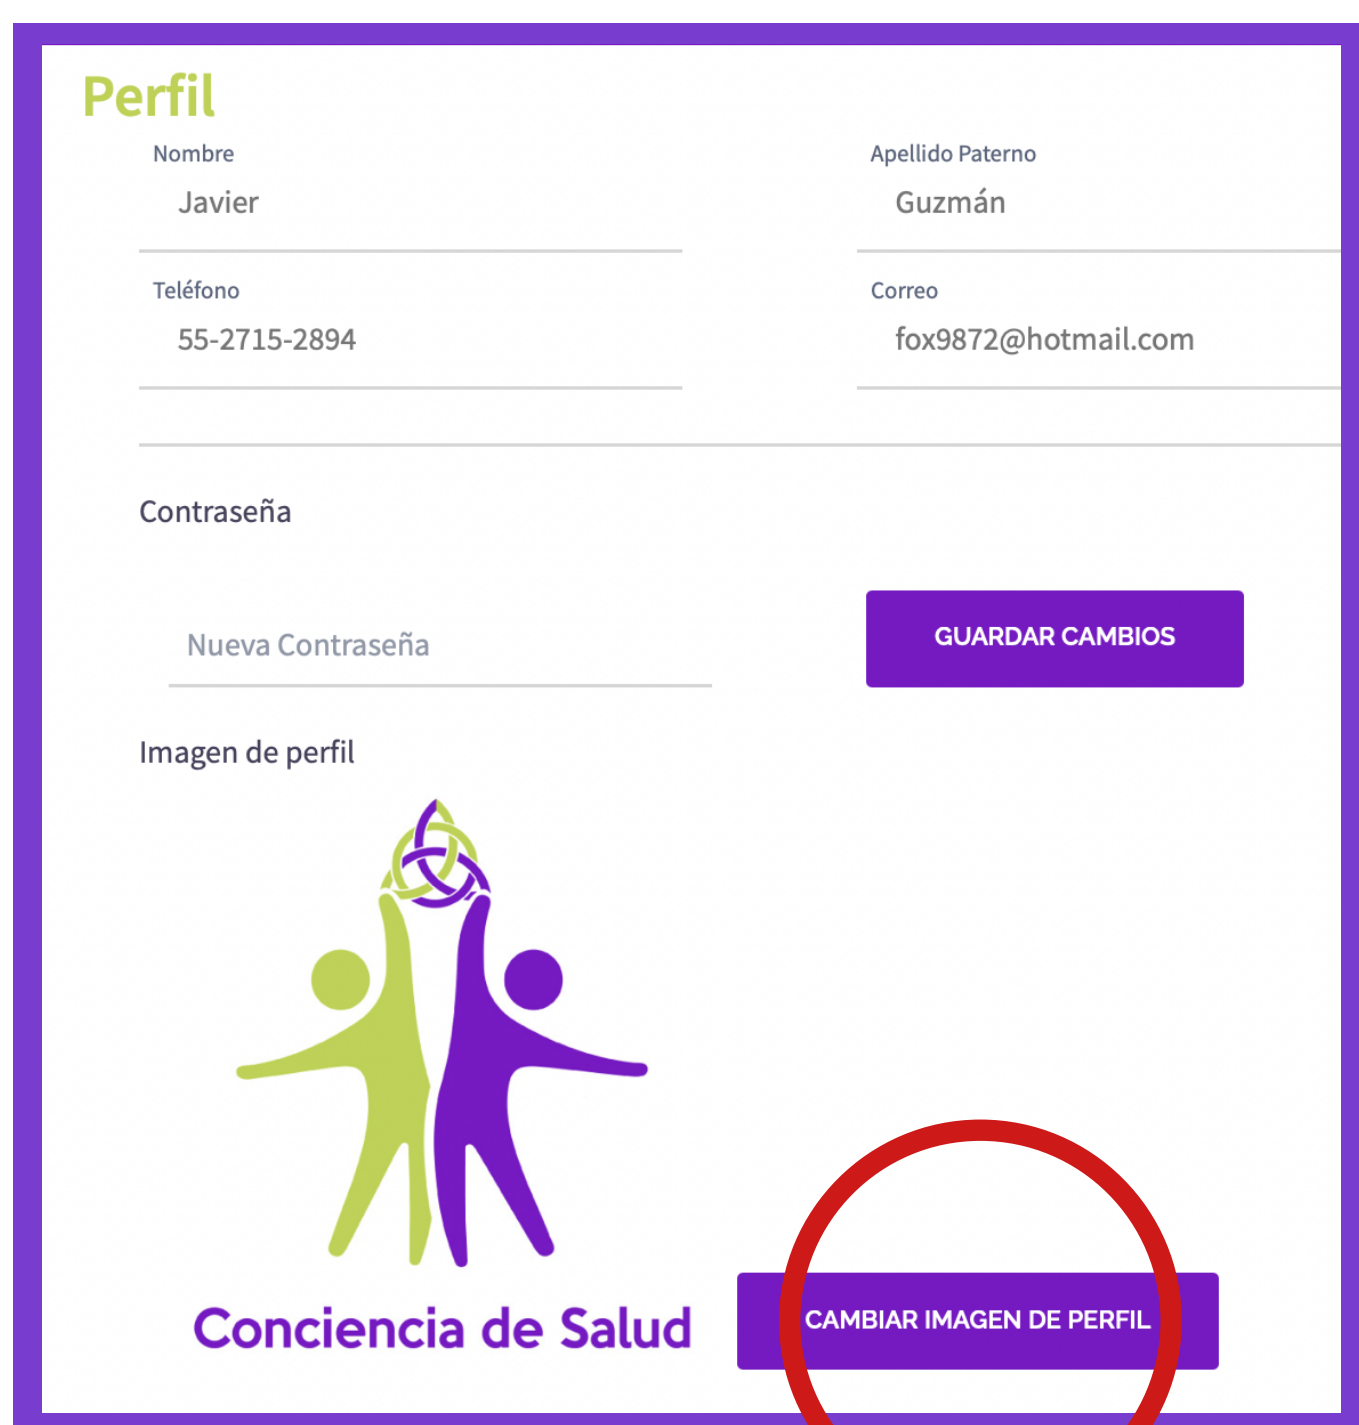 Perfil
Nombre
Apellido Paterno
Javier
Guzmán
Teléfono
Correo
55-2715-2894
fox9872@hotmail.com
Contraseña
Nueva Contraseña
GUARDAR CAMBIOS
Imagen de perfil
Conciencia de Salud
CAMBIAR IMAGEN DE PERFIL